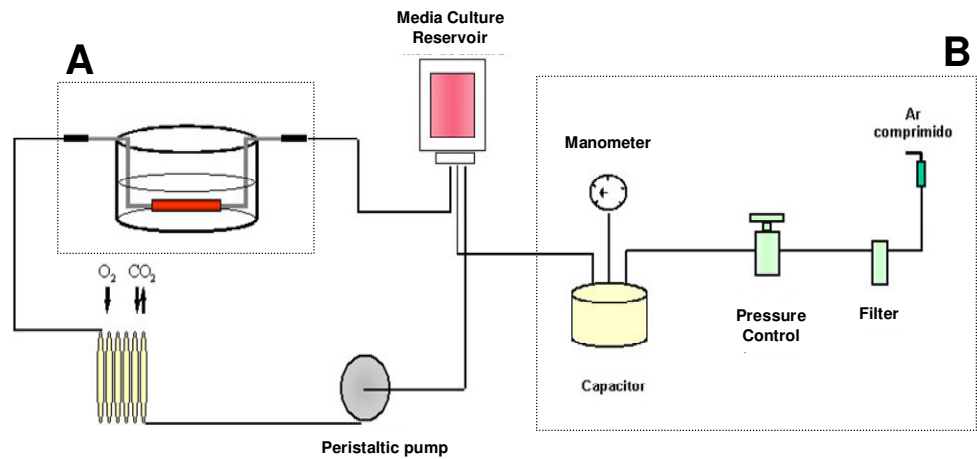 Media Culture
Reservoir
A
B
Ar
comprimido
Manometer
O2 CO2
Pressure
Control
Filter
Capacitor
Peristaltic pump